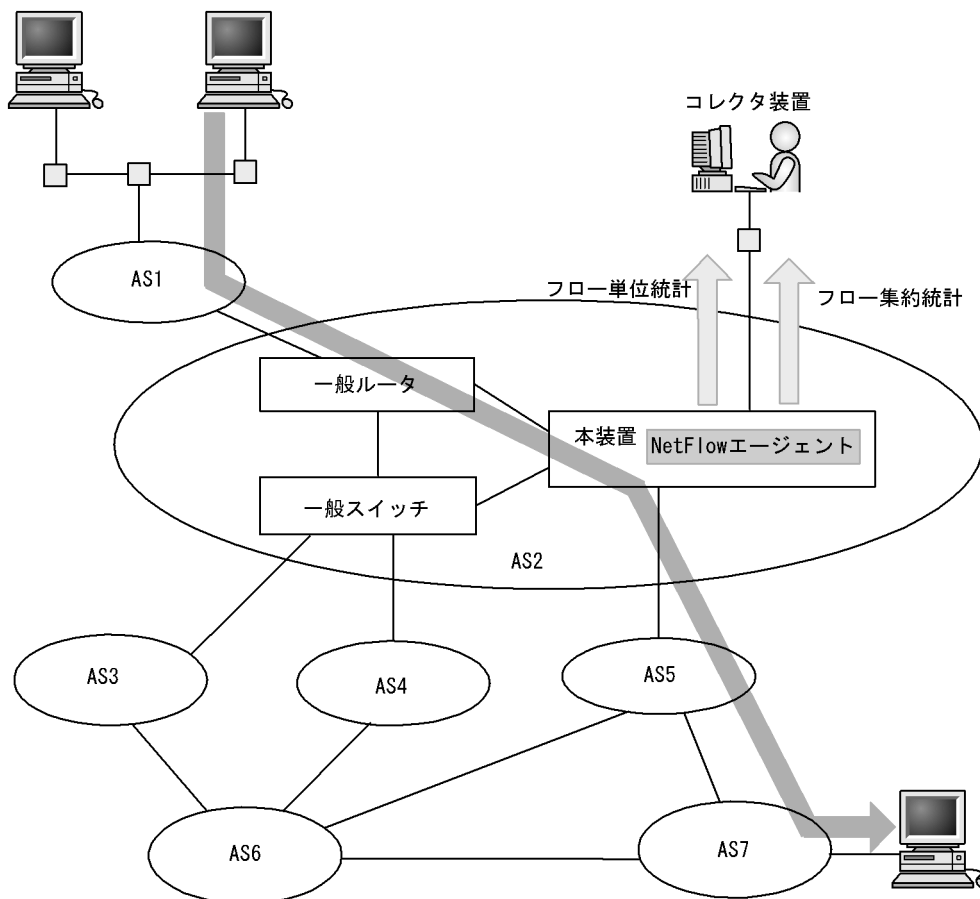 コレクタ装置
AS1
フロー単位統計
フロー集約統計
一般ルータ
本装置
NetFlowエージェント
一般スイッチ
AS2
AS3
AS4
AS5
AS6
AS7